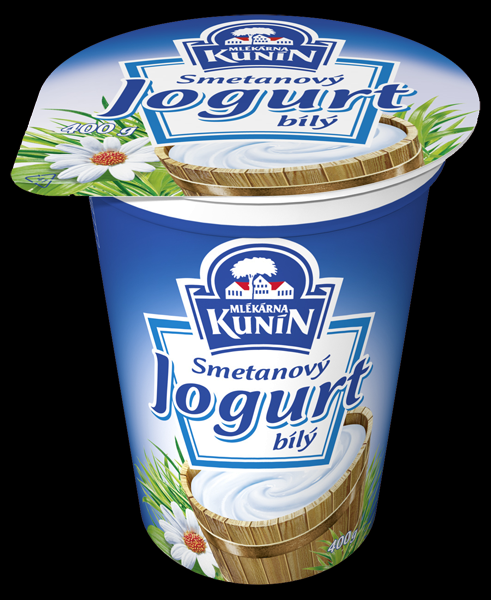 MLÉKÁRNA
KUNÍN
Smetanový
Jogurt
bílý
400 g
MLÉKÁRNA
KUNÍN
Smetanový
Jogurt
bílý
400g